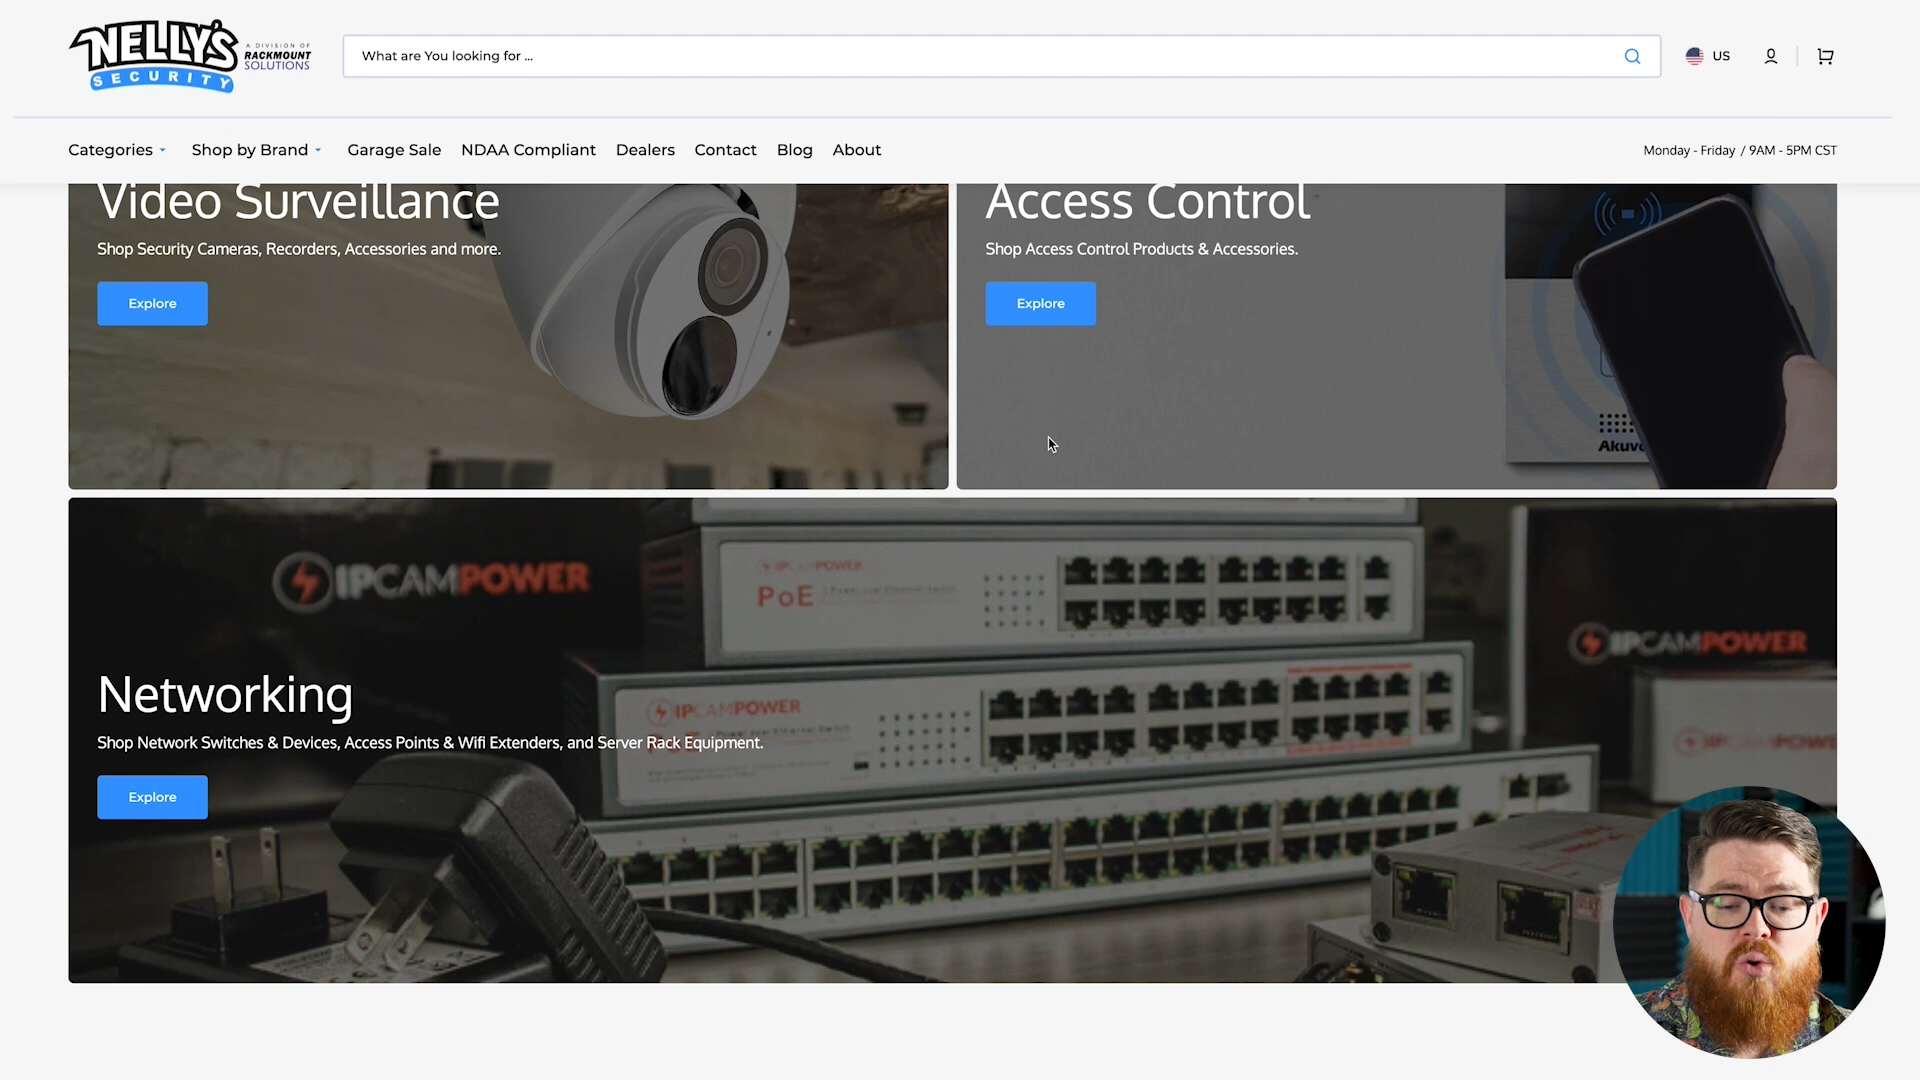 NELLY'S
SECURITY
A DIVISION OF
RACKMOUNT
SOLUTIONS
What are You looking for ...
US
Categories
Shop by Brand
Garage Sale
NDAA Compliant
Dealers
Contact
Blog
About
Monday - Friday / 9AM - 5PM CST
Video Surveillance
Shop Security Cameras, Recorders, Accessories and more.
Explore
Access Control
Shop Access Control Products & Accessories.
Explore
IPCAMPOWER
IPCAMPOWER
PoE
IPCAMPOWER
IPCAMPOWER
Networking
Shop Network Switches & Devices, Access Points & Wifi Extenders, and Server Rack Equipment.
Explore